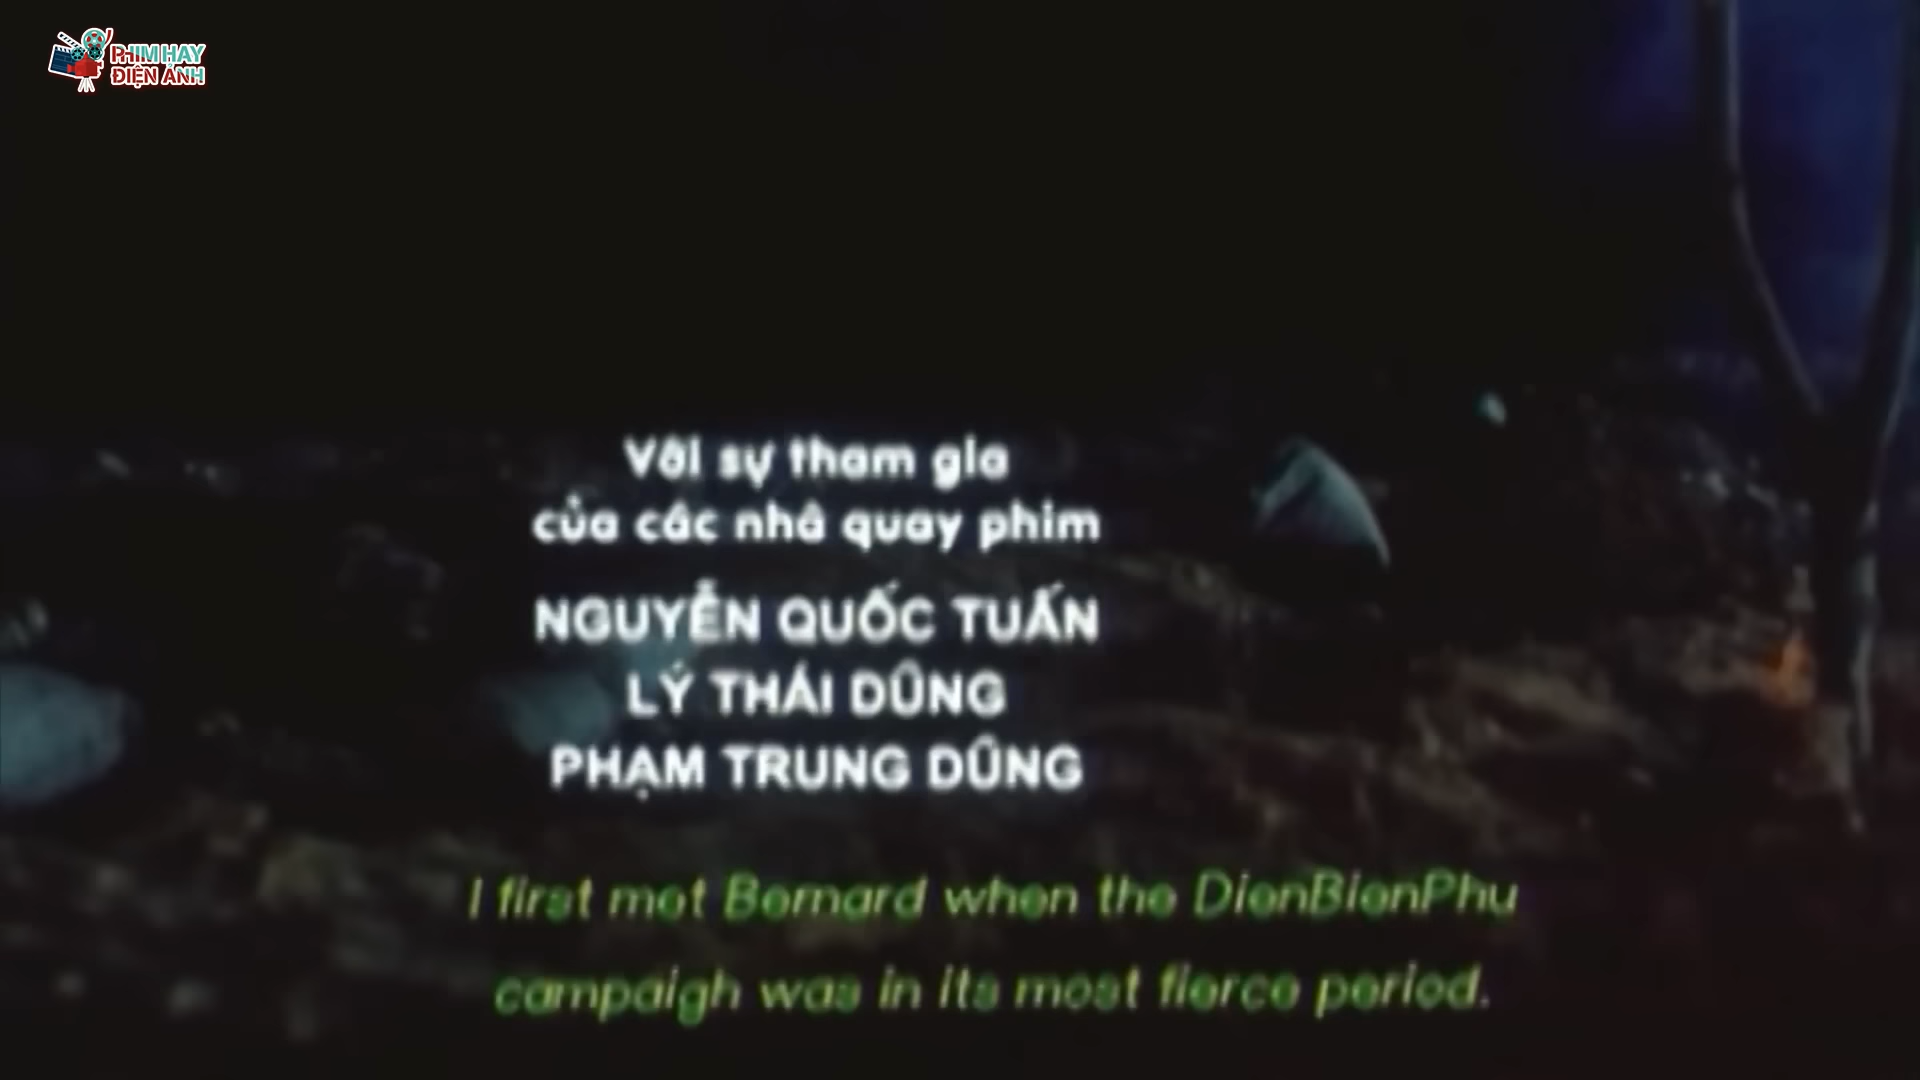 PHIM HAY
ĐIỆN ẢNH
Với sự tham gia
của các nhà quay phim
NGUYỄN QUỐC TUẤN
LÝ THÁI DŨNG
PHẠM TRUNG DŨNG
I first met Bernard when the DienBienPhu
campaigh was in its most fierce period.